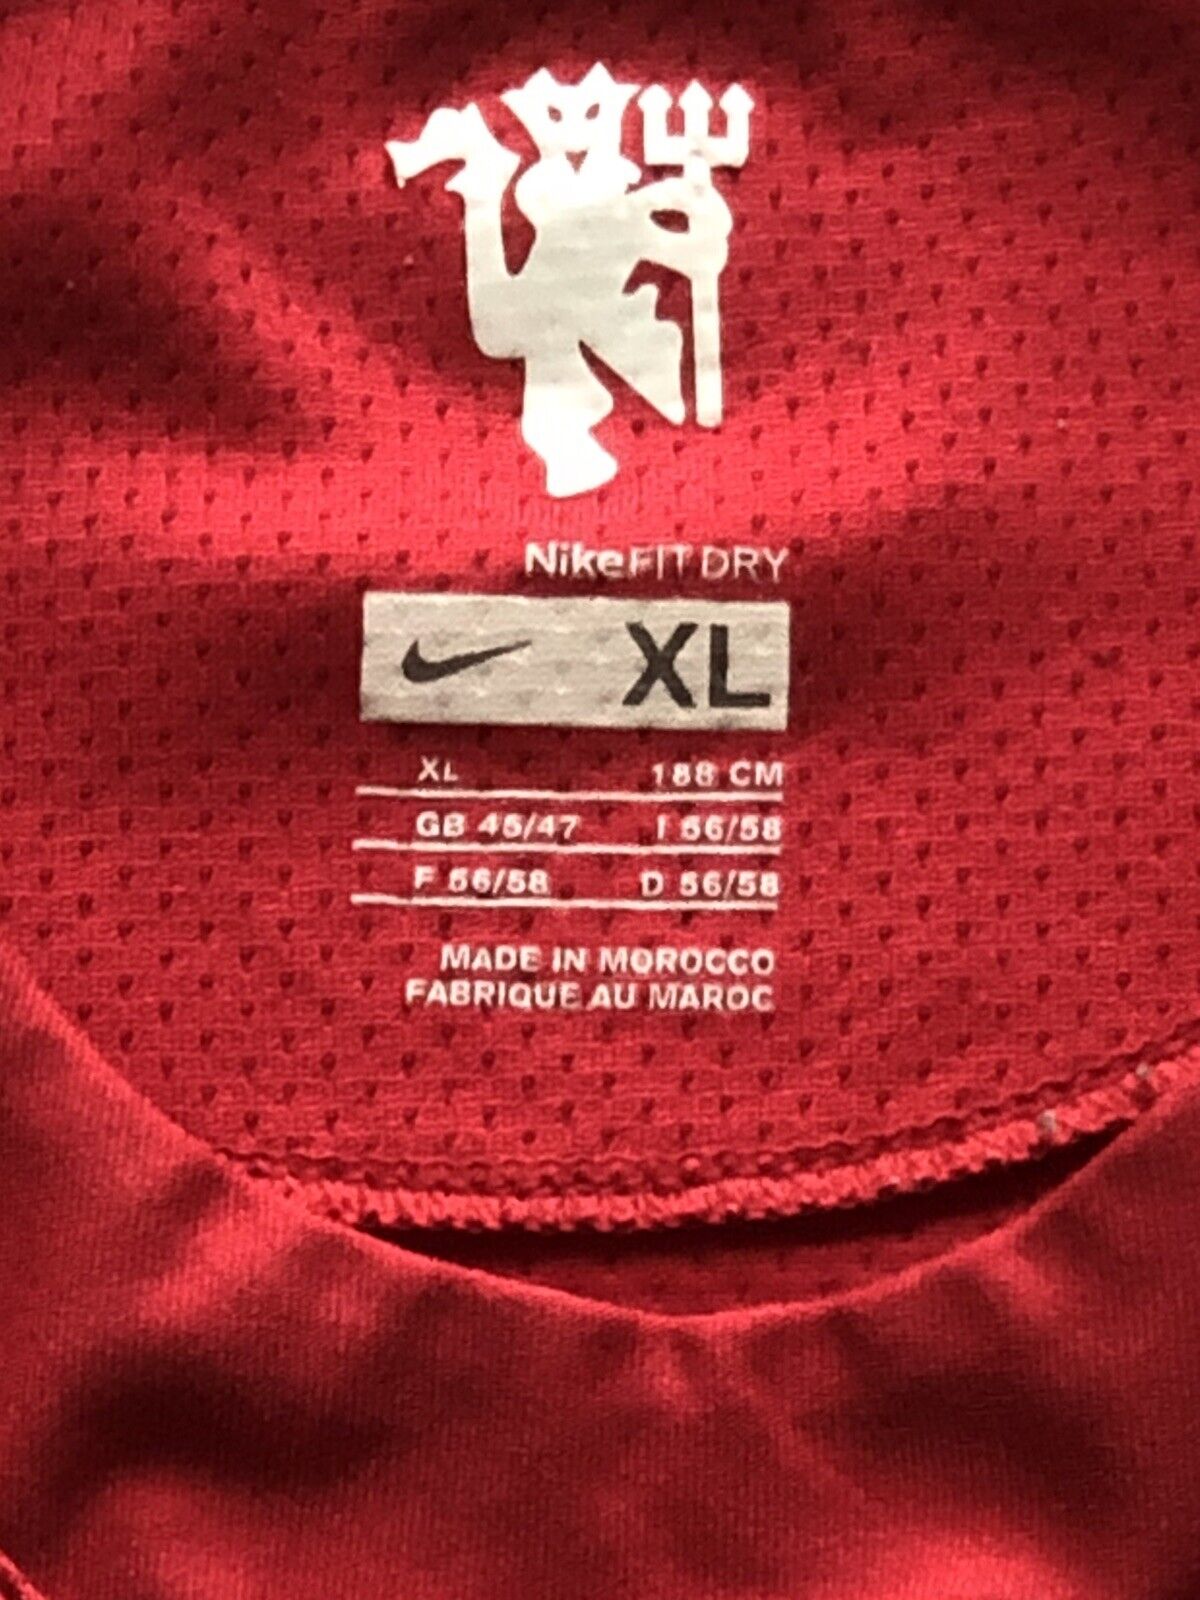 NikeFIT DRY
XL
XL 188 CM
GB 45/47 I 56/58
F 56/58 D 56/58
MADE IN MOROCCO
FABRIQUE AU MAROC